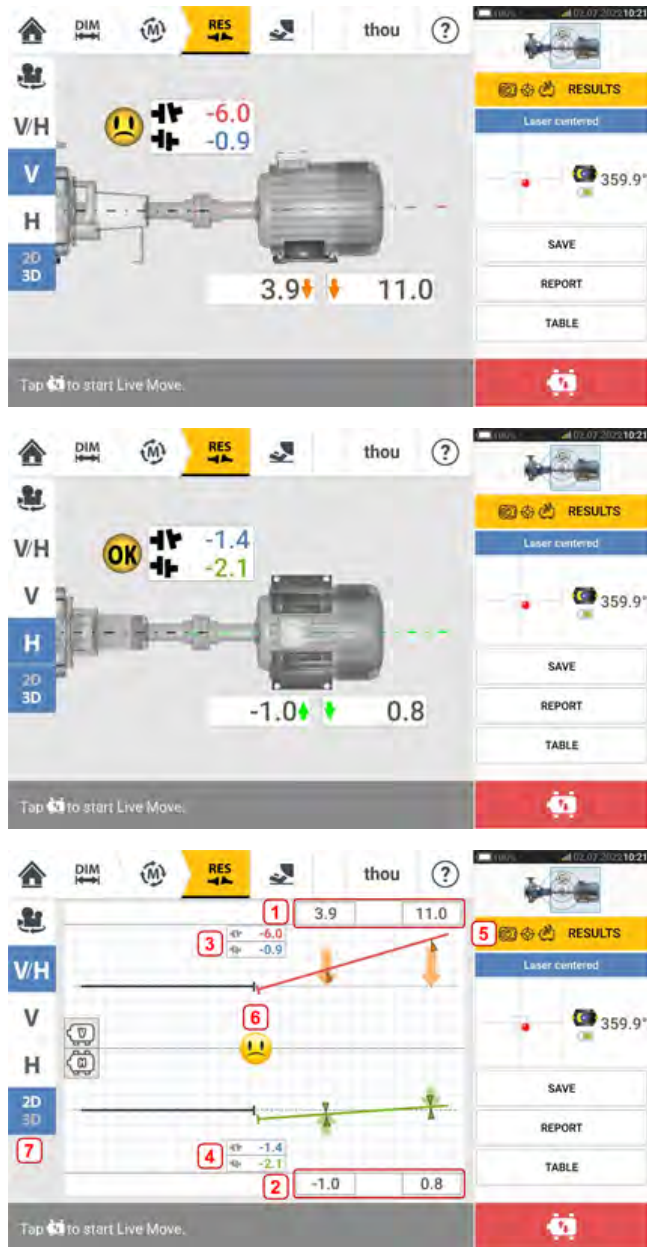 DIM
M
RES
thou
?
100%
02.07.2022 10:21
V/H
-6.0
-0.9
RESULTS
Laser centered
V
359.9°
H
2D
3D
SAVE
REPORT
3.9
11.0
TABLE
Tap to start Live Move.
DIM
M
RES
thou
?
100%
02.07.2022 10:21
V/H
OK
-1.4
-2.1
RESULTS
Laser centered
V
359.9°
H
2D
3D
SAVE
REPORT
-1.0
0.8
TABLE
Tap to start Live Move.
DIM
M
RES
thou
?
100%
02.07.2022 10:21
1
3.9
11.0
3
-6.0
-0.9
5
RESULTS
V/H
Laser centered
V
6
359.9°
V
H
H
2D
3D
SAVE
REPORT
7
4
-1.4
-2.1
TABLE
2
-1.0
0.8
Tap to start Live Move.